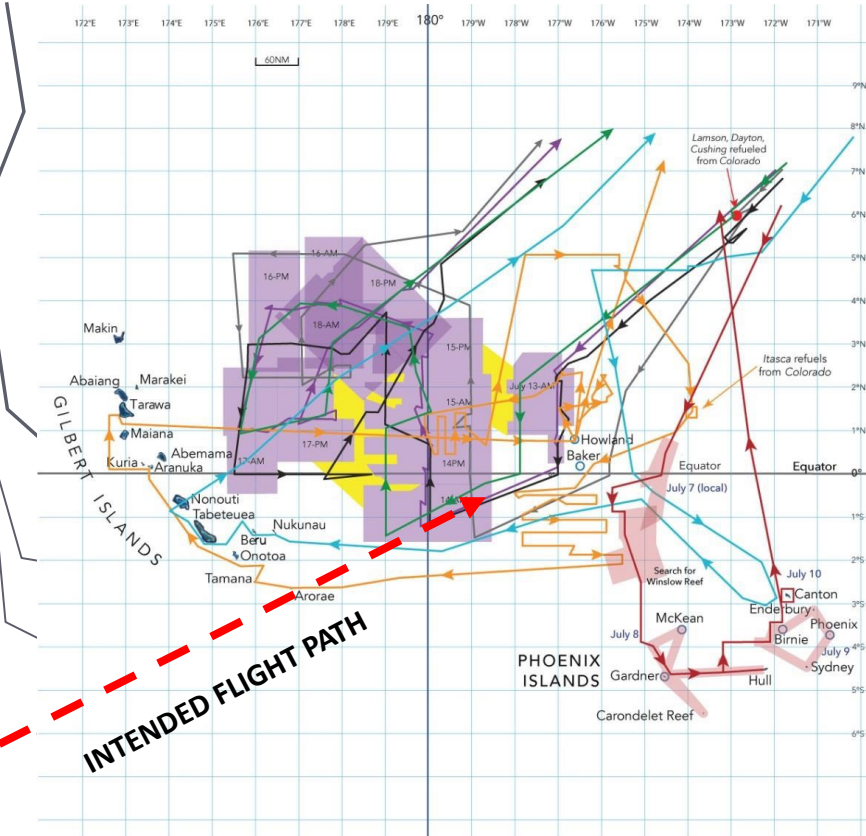 172°E
173°E
174°E
175°E
176°E
177°E
178°E
179°E
180°
179°W
178°W
177°W
176°W
175°W
174°W
173°W
172°W
171°W
60NM
9°N
8°N
Lamson, Dayton,
Cushing refueled
from Colorado
7°N
6°N
5°N
16-AM
16-PM
18-PM
4°N
18-AM
Makin
15-PM
3°N
Itasca refuels
from Colorado
Abaiang
Marakei
July 13-AM
2°N
Tarawa
15-AM
GILBERT ISLANDS
Maiana
17-PM
1°N
Howland
Abemama
Kuria
Aranuka
17-AM
14PM
Baker
Equator
Equator
0°
July 7 (local)
Nonouti
Tabeteuea
Nukunau
1°S
Beru
Onotoa
2°S
Tamana
Search for
Winslow Reef
July 10
Arorae
Canton
3°S
Enderbury
McKean
Phoenix
July 8
Birnie
July 9
4°S
INTENDED FLIGHT PATH
PHOENIX
ISLANDS
Gardner
Hull
Sydney
5°S
Carondelet Reef
6°S